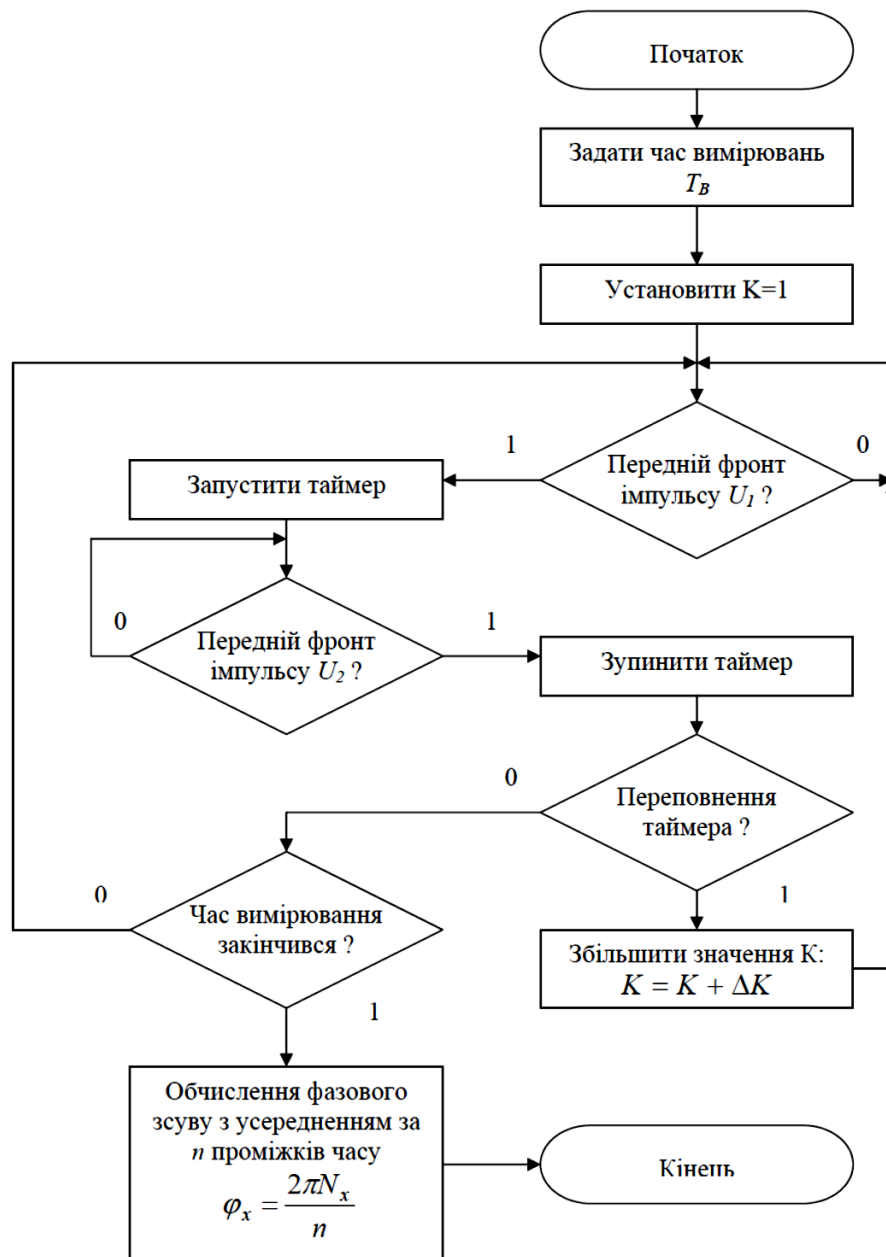 Початок
Задати час вимірювань
T_B
Установити К=1
1
0
Передній фронт
імпульсу U_1 ?
Запустити таймер
0
1
Передній фронт
імпульсу U_2 ?
Зупинити таймер
0
Переповнення
таймера ?
1
0
Час вимірювання
закінчився ?
1
Збільшити значення К:
K = K + ΔK
Обчислення фазового
зсуву з усередненням за
n проміжків часу
φ_x = 2πN_x / n
Кінець